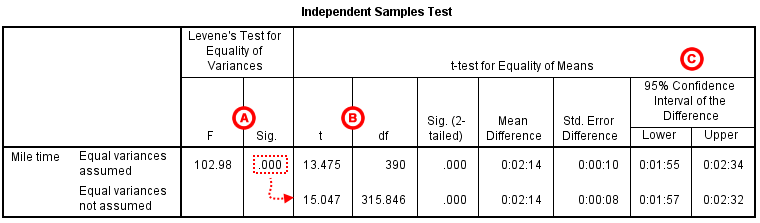 Independent Samples Test
Levene's Test for
Equality of
Variances
t-test for Equality of Means
C
95% Confidence
Interval of the
Difference
A
B
F
Sig.
t
df
Sig. (2-
tailed)
Mean
Difference
Std. Error
Difference
Lower
Upper
Mile time
Equal variances
assumed
102.98
.000
13.475
390
.000
0:02:14
0:00:10
0:01:55
0:02:34
Equal variances
not assumed
15.047
315.846
.000
0:02:14
0:00:08
0:01:57
0:02:32